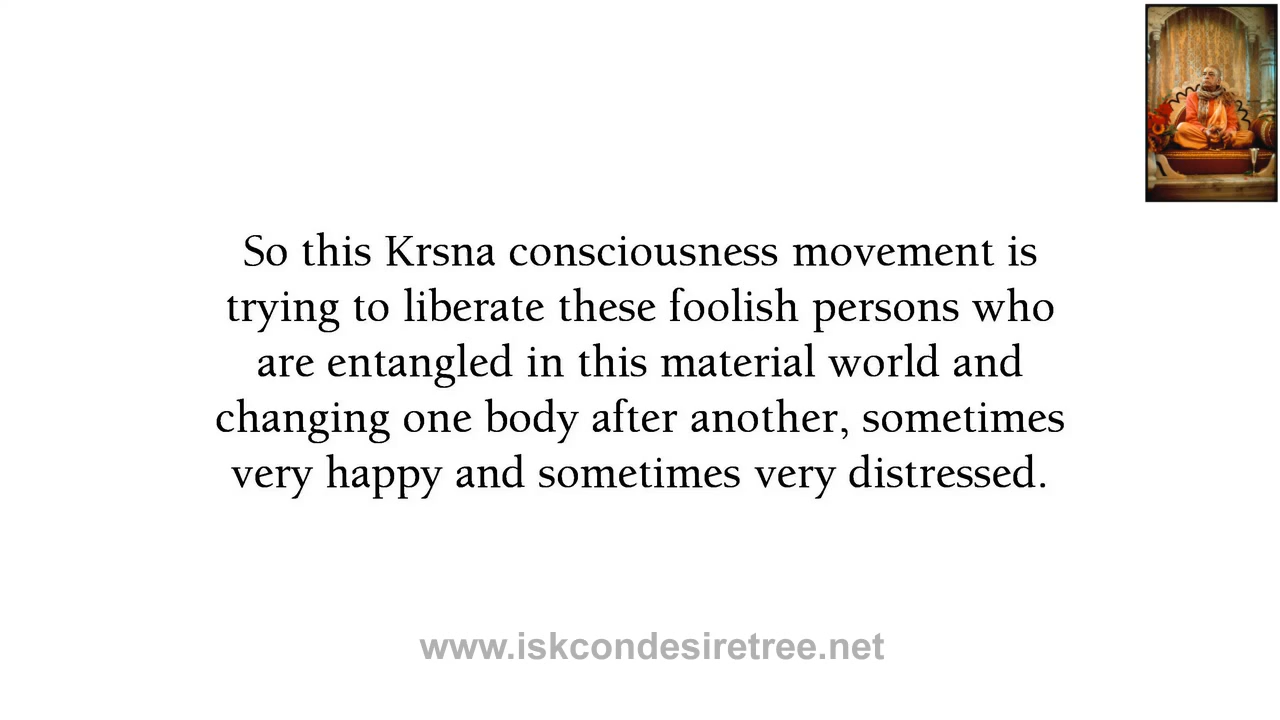 So this Krsna consciousness movement is
trying to liberate these foolish persons who
are entangled in this material world and
changing one body after another, sometimes
very happy and sometimes very distressed.
www.iskcondesiretree.net